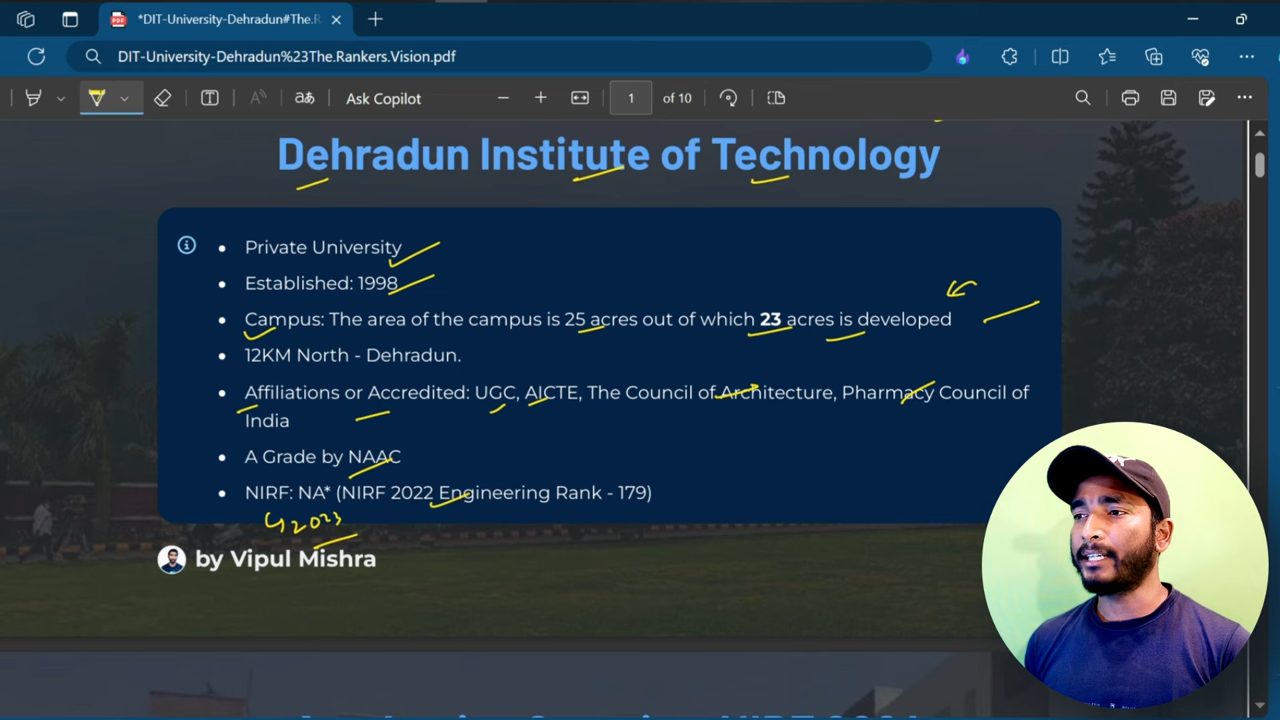 *DIT-University-Dehradun#The.R
DIT-University-Dehradun%23The.Rankers.Vision.pdf
Ask Copilot
1 of 10
Dehradun Institute of Technology
Private University
Established: 1998
Campus: The area of the campus is 25 acres out of which 23 acres is developed
12KM North - Dehradun.
Affiliations or Accredited: UGC, AICTE, The Council of Architecture, Pharmacy Council of
India
A Grade by NAAC
NIRF: NA* (NIRF 2022 Engineering Rank - 179)
2023
by Vipul Mishra